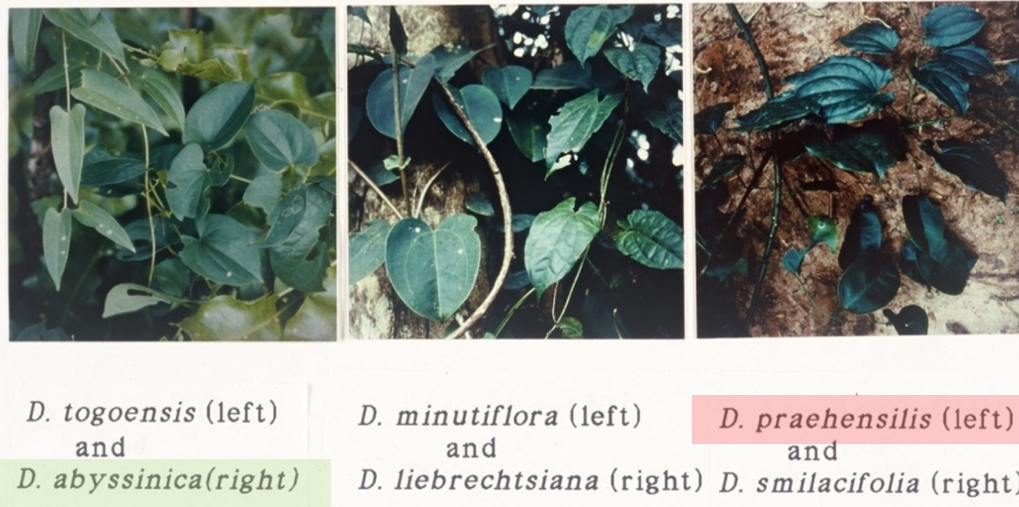 D. togoensis (left)
and
D. abyssinica(right)
D. minutiflora (left)
and
D. liebrechtsiana (right)
D. praehensilis (left)
and
D. smilacifolia (right)